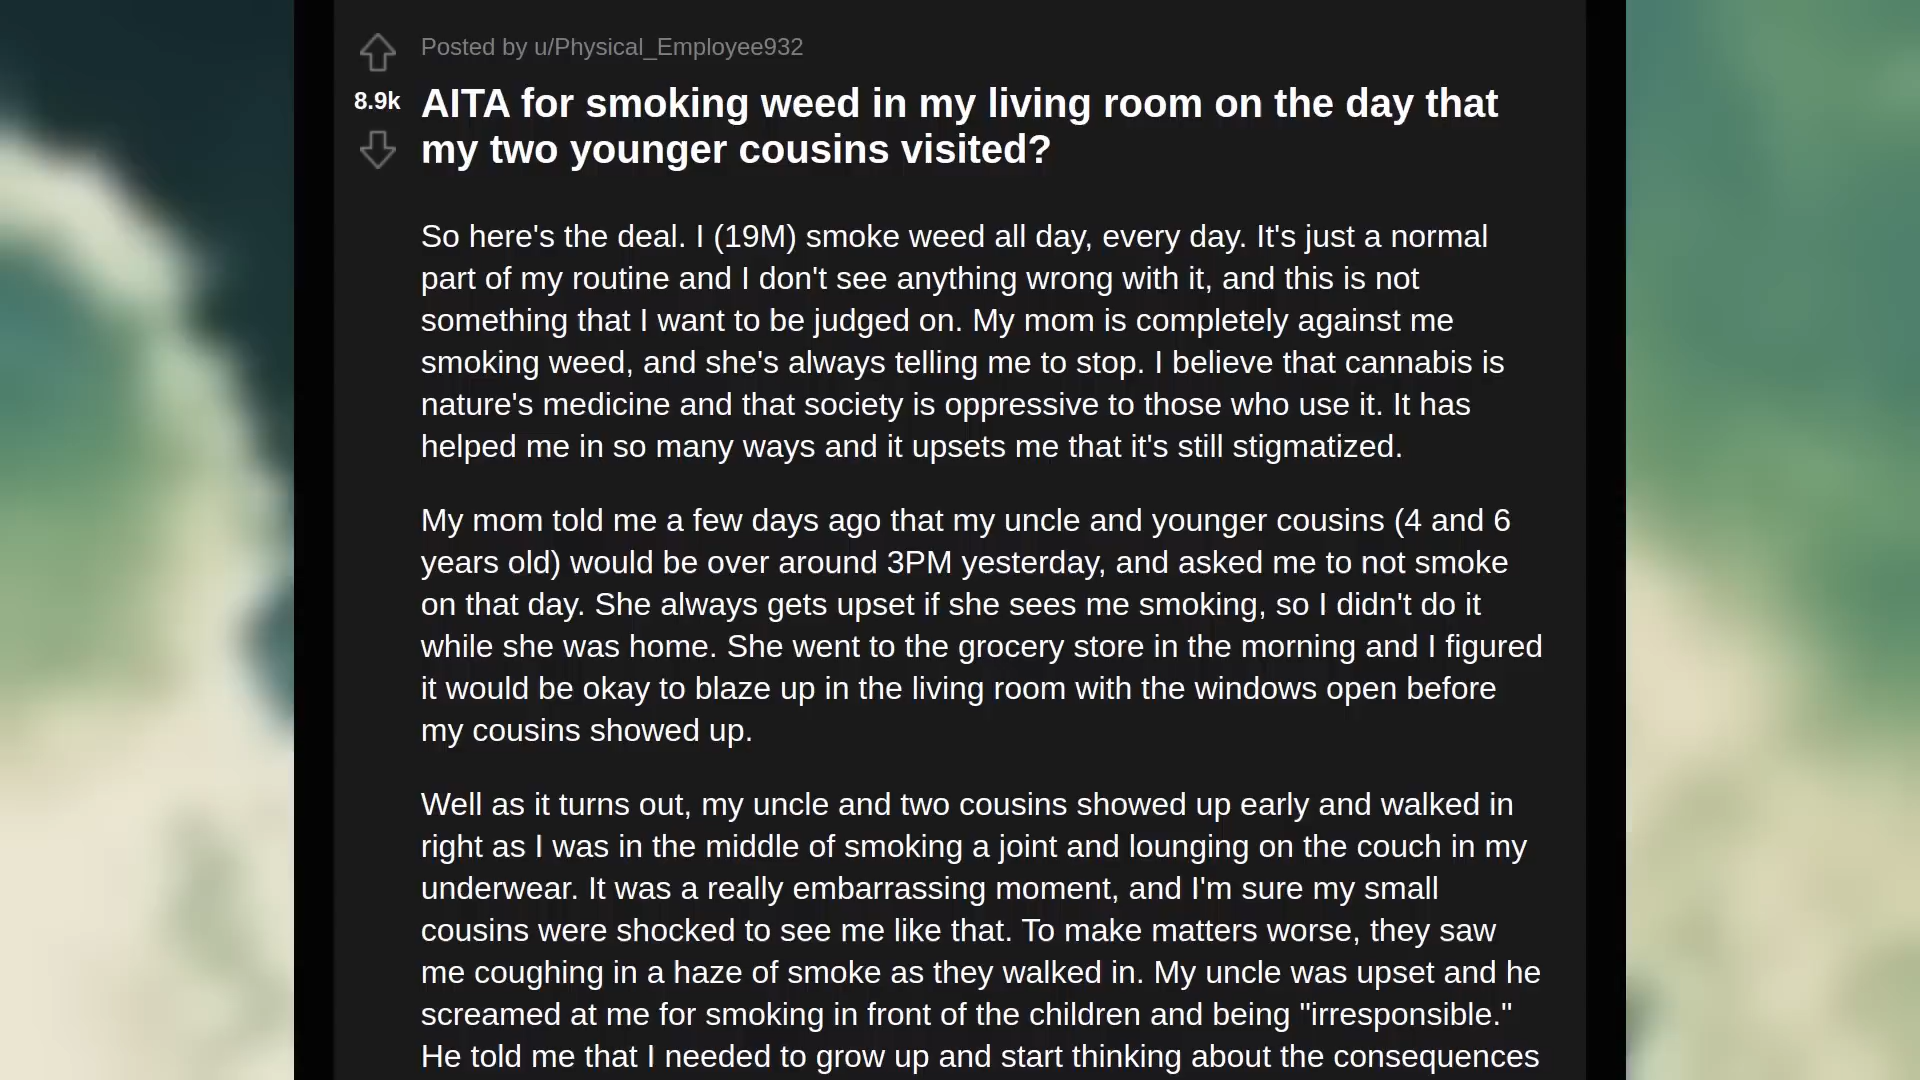 Posted by u/Physical_Employee932
8.9k
AITA for smoking weed in my living room on the day that
my two younger cousins visited?
So here's the deal. I (19M) smoke weed all day, every day. It's just a normal
part of my routine and I don't see anything wrong with it, and this is not
something that I want to be judged on. My mom is completely against me
smoking weed, and she's always telling me to stop. I believe that cannabis is
nature's medicine and that society is oppressive to those who use it. It has
helped me in so many ways and it upsets me that it's still stigmatized.
My mom told me a few days ago that my uncle and younger cousins (4 and 6
years old) would be over around 3PM yesterday, and asked me to not smoke
on that day. She always gets upset if she sees me smoking, so I didn't do it
while she was home. She went to the grocery store in the morning and I figured
it would be okay to blaze up in the living room with the windows open before
my cousins showed up.
Well as it turns out, my uncle and two cousins showed up early and walked in
right as I was in the middle of smoking a joint and lounging on the couch in my
underwear. It was a really embarrassing moment, and I'm sure my small
cousins were shocked to see me like that. To make matters worse, they saw
me coughing in a haze of smoke as they walked in. My uncle was upset and he
screamed at me for smoking in front of the children and being "irresponsible."
He told me that I needed to grow up and start thinking about the consequences